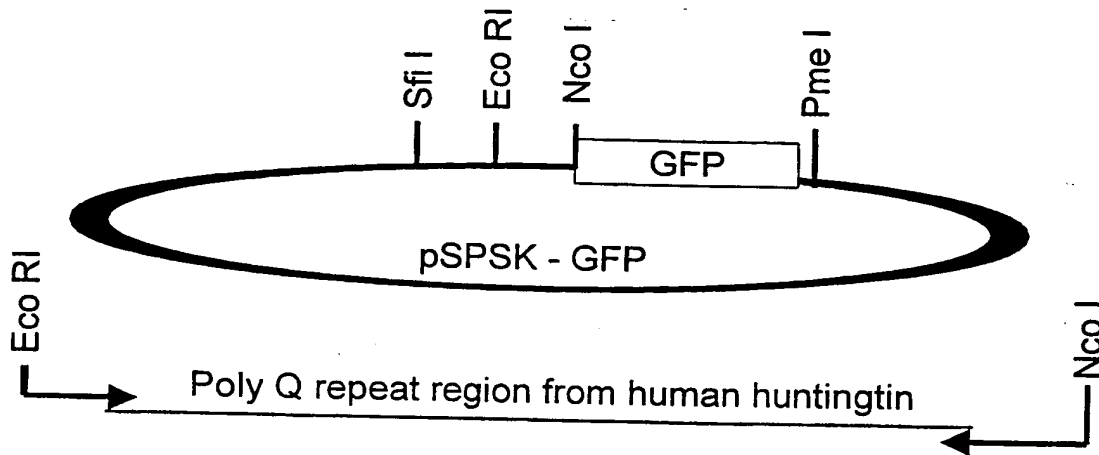 Sfi I
Eco RI
Nco I
Pme I
GFP
pSPSK - GFP
Eco RI
Nco I
Poly Q repeat region from human huntingtin